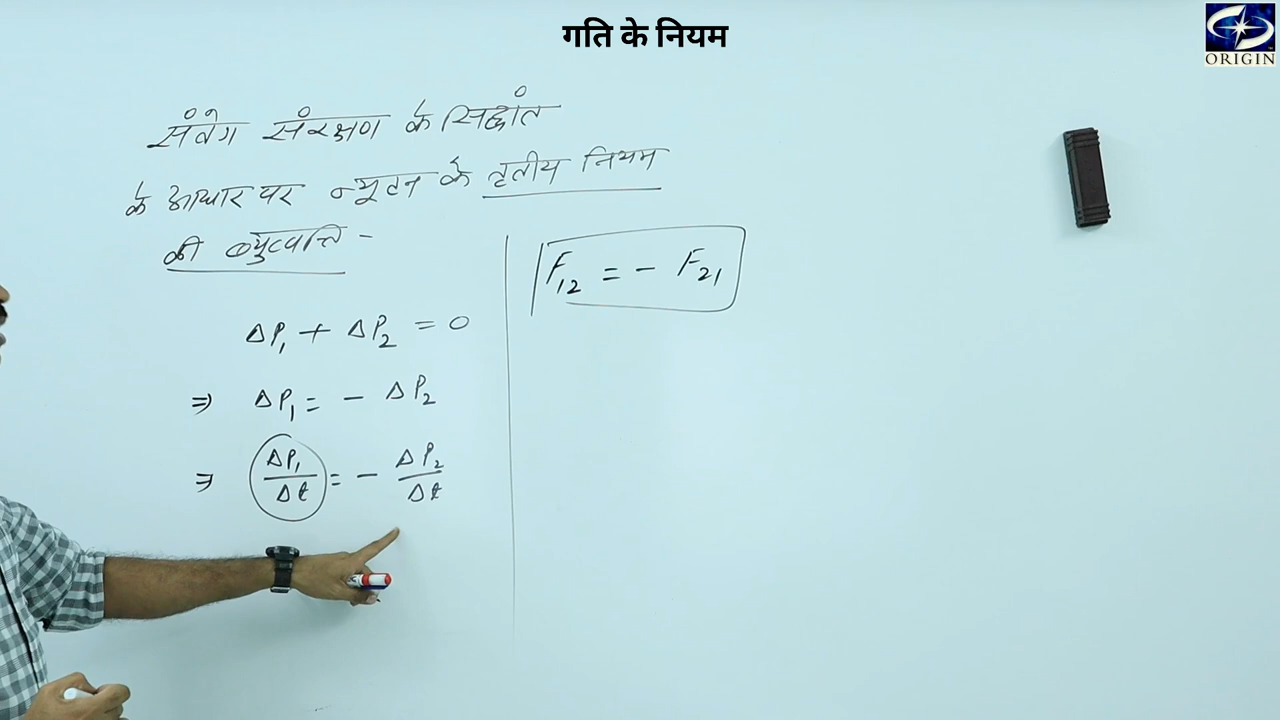 गति के नियम
ORIGIN
संवेग संरक्षण के सिद्धांत
के आधार पर न्यूटन के तृतीय नियम
की व्युत्पत्ति -
F₁₂ = - F₂₁
ΔP₁ + ΔP₂ = 0
⇒ ΔP₁ = - ΔP₂
⇒ ΔP₁/Δt = - ΔP₂/Δt